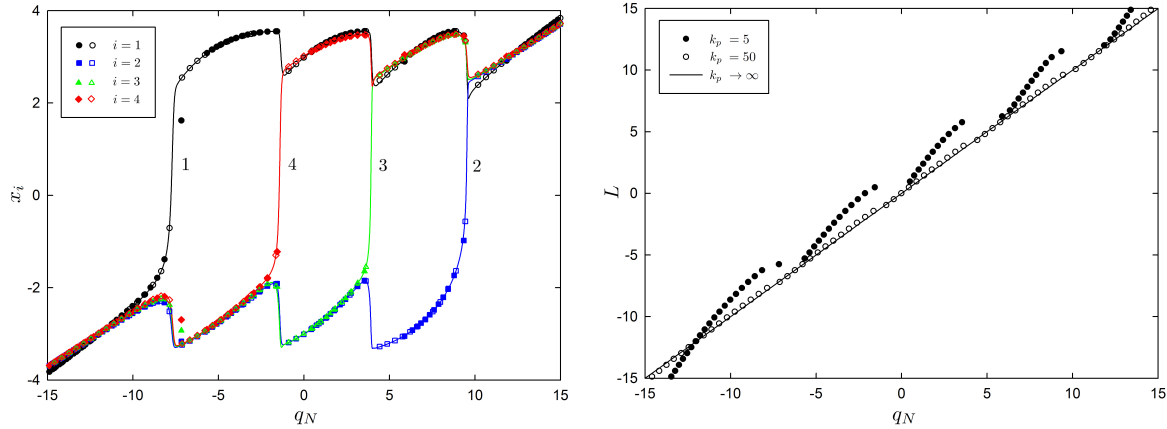 4
2
0
-2
-4
x_i
i = 1
i = 2
i = 3
i = 4
1
4
3
2
-15 -10 -5 0 5 10 15
q_N
15
10
5
0
-5
-10
-15
L
k_p = 5
k_p = 50
k_p → ∞
-15 -10 -5 0 5 10 15
q_N